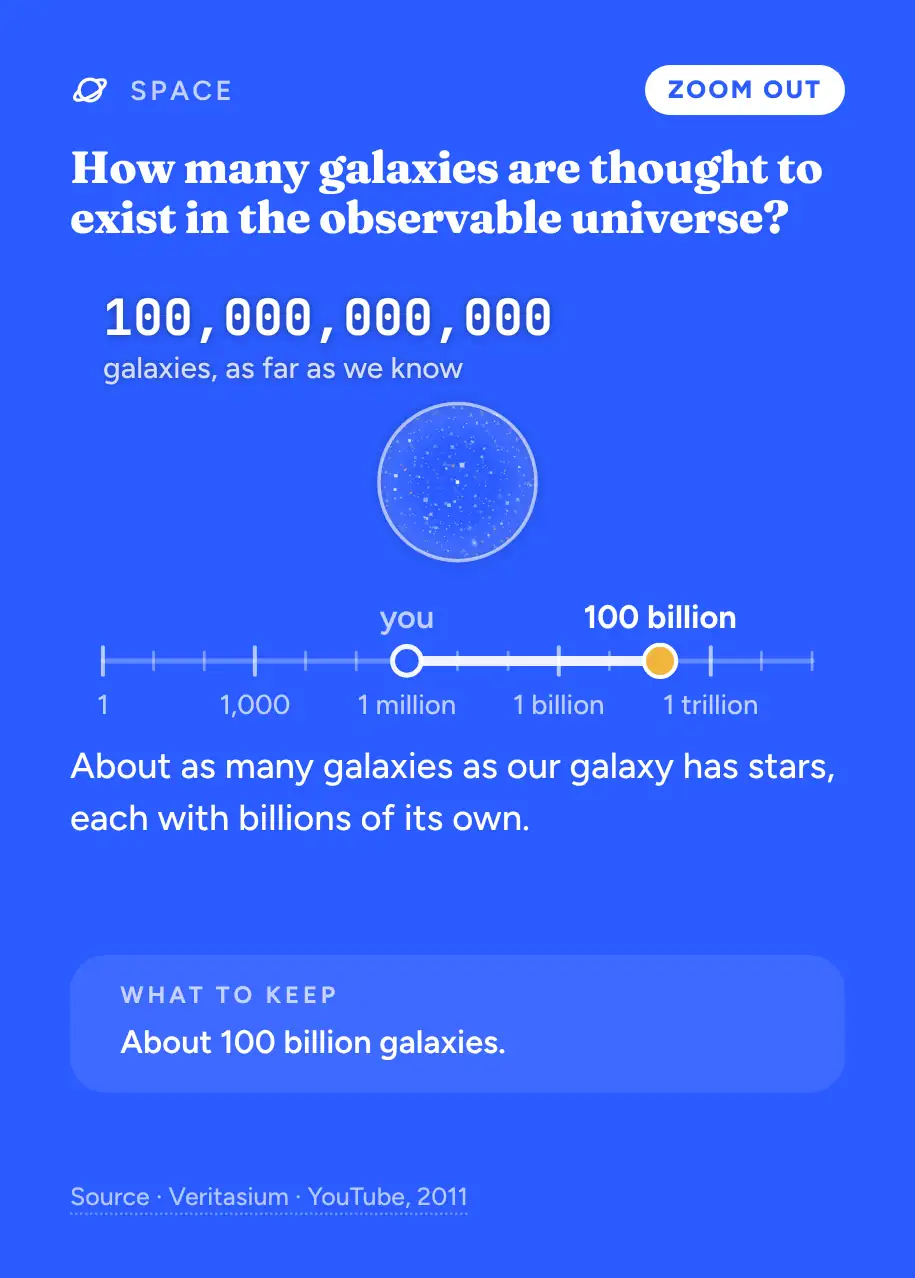 SPACE
ZOOM OUT
How many galaxies are thought to
exist in the observable universe?
100,000,000,000
galaxies, as far as we know
you
100 billion
1
1,000
1 million
1 billion
1 trillion
About as many galaxies as our galaxy has stars,
each with billions of its own.
WHAT TO KEEP
About 100 billion galaxies.
Source · Veritasium · YouTube, 2011